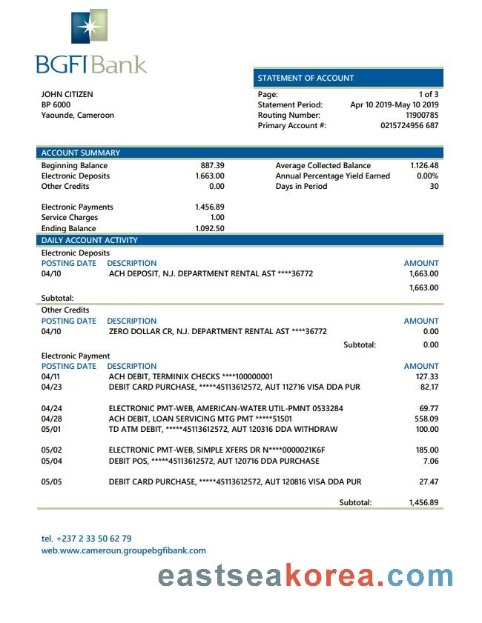 BGFIBank
STATEMENT OF ACCOUNT
JOHN CITIZEN
BP 6000
Yaounde, Cameroon
Page: 1 of 3
Statement Period: Apr 10 2019-May 10 2019
Routing Number: 11900785
Primary Account #: 0215724956 687
ACCOUNT SUMMARY
Beginning Balance 887.39 Average Collected Balance 1.126.48
Electronic Deposits 1.663.00 Annual Percentage Yield Earned 0.00%
Other Credits 0.00 Days in Period 30
Electronic Payments 1.456.89
Service Charges 1.00
Ending Balance 1.092.50
DAILY ACCOUNT ACTIVITY
Electronic Deposits
POSTING DATE DESCRIPTION AMOUNT
04/10 ACH DEPOSIT, N.J. DEPARTMENT RENTAL AST ****36772 1,663.00
1,663.00
Subtotal:
Other Credits
POSTING DATE DESCRIPTION AMOUNT
04/10 ZERO DOLLAR CR, N.J. DEPARTMENT RENTAL AST ****36772 0.00
Subtotal: 0.00
Electronic Payment
POSTING DATE DESCRIPTION AMOUNT
04/11 ACH DEBIT, TERMINIX CHECKS ****100000001 127.33
04/23 DEBIT CARD PURCHASE, *****45113612572, AUT 112716 VISA DDA PUR 82.17
04/24 ELECTRONIC PMT-WEB, AMERICAN-WATER UTIL-PMNT 0533284 69.77
04/28 ACH DEBIT, LOAN SERVICING MTG PMT *****51501 558.09
05/01 TD ATM DEBIT, *****45113612572, AUT 120316 DDA WITHDRAW 100.00
05/02 ELECTRONIC PMT-WEB, SIMPLE XFERS DR N****0000021K6F 185.00
05/04 DEBIT POS, *****45113612572, AUT 120716 DDA PURCHASE 7.06
05/05 DEBIT CARD PURCHASE, *****45113612572, AUT 120816 VISA DDA PUR 27.47
Subtotal: 1,456.89
tel. +237 2 33 50 62 79
web.www.cameroun.groupebgfibank.com
eastseakorea.com